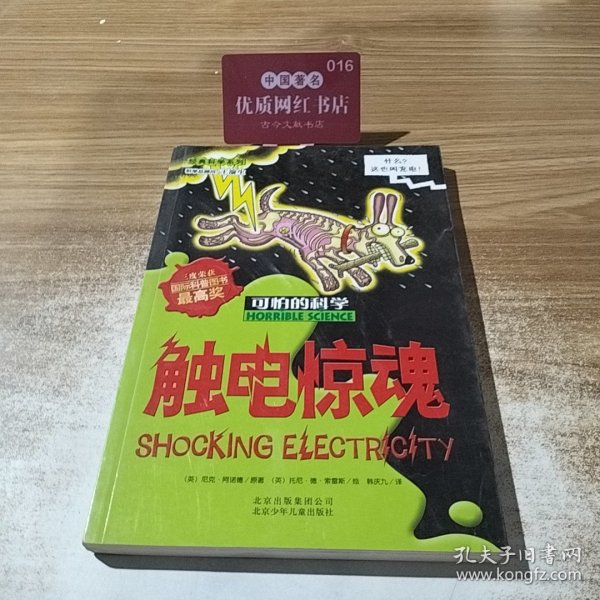 016
中国著名
优质网红书店
古今文献书店
经典科学系列
什么?
这也叫发电!
三度荣获
国际科普图书
最高奖
可怕的科学
HORRIBLE SCIENCE
触电惊魂
SHOCKING ELECTRICITY
(英) 尼克·阿诺德/原著 (英) 托尼·德·索雷斯/绘 韩庆九/译
北京出版集团公司
北京少年儿童出版社
孔夫子旧书网
www.kongfz.com